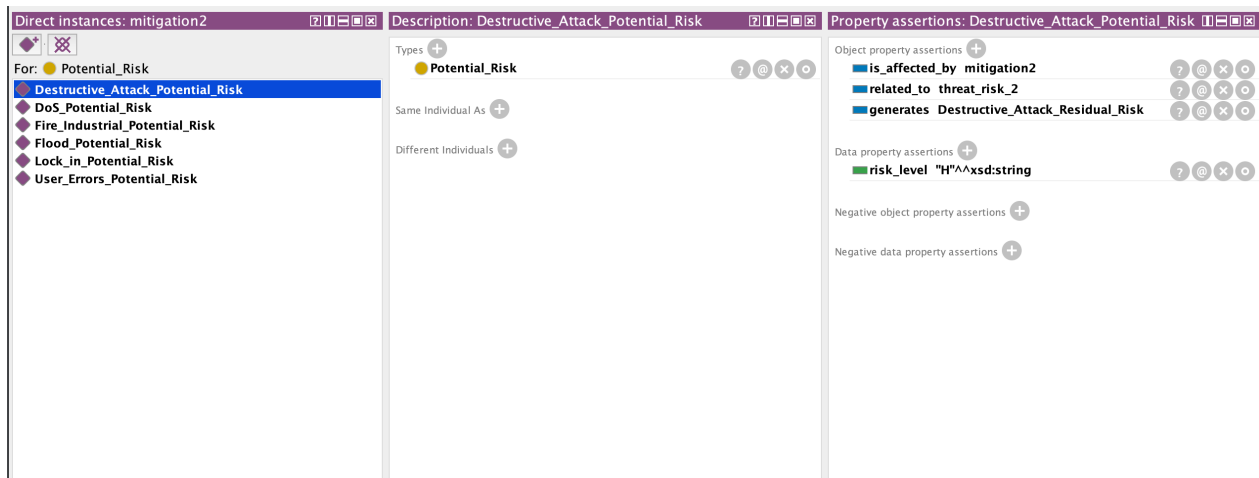 Direct instances: mitigation2
For: Potential_Risk
Destructive_Attack_Potential_Risk
DoS_Potential_Risk
Fire_Industrial_Potential_Risk
Flood_Potential_Risk
Lock_in_Potential_Risk
User_Errors_Potential_Risk
Description: Destructive_Attack_Potential_Risk
Types
Potential_Risk
Same Individual As
Different Individuals
Property assertions: Destructive_Attack_Potential_Risk
Object property assertions
is_affected_by mitigation2
related_to threat_risk_2
generates Destructive_Attack_Residual_Risk
Data property assertions
risk_level "H"^^xsd:string
Negative object property assertions
Negative data property assertions